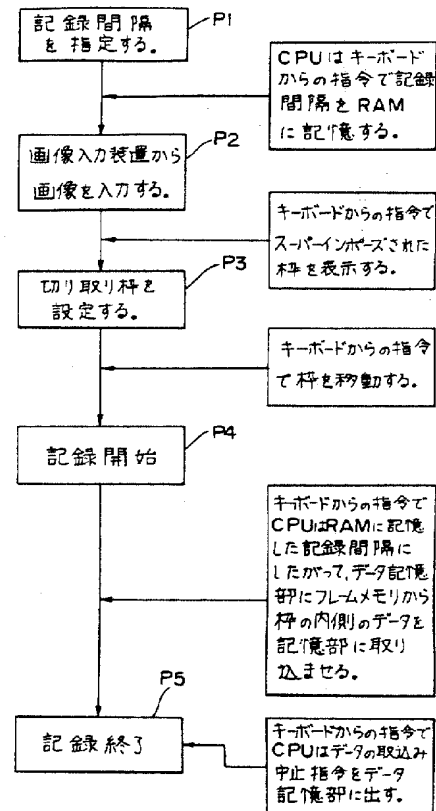 記録間隔
を指定する。
P1
CPUはキーボード
からの指令で記録
間隔をRAM
に記憶する。
P2
画像入力装置から
画像を入力する。
キーボードからの指令で
スーパーインポーズされた
枠を表示する。
P3
切り取り枠を
設定する。
キーボードからの指令
で枠を移動する。
P4
記録開始
キーボードからの指令で
CPUはRAMに記憶
した記録間隔に
したがって、データ記憶
部にフレームメモリから
枠の内側のデータを
記憶部に取り
込ませる。
P5
記録終了
キーボードからの指令で
CPUはデータの取込み
中止指令をデータ
記憶部に出す。